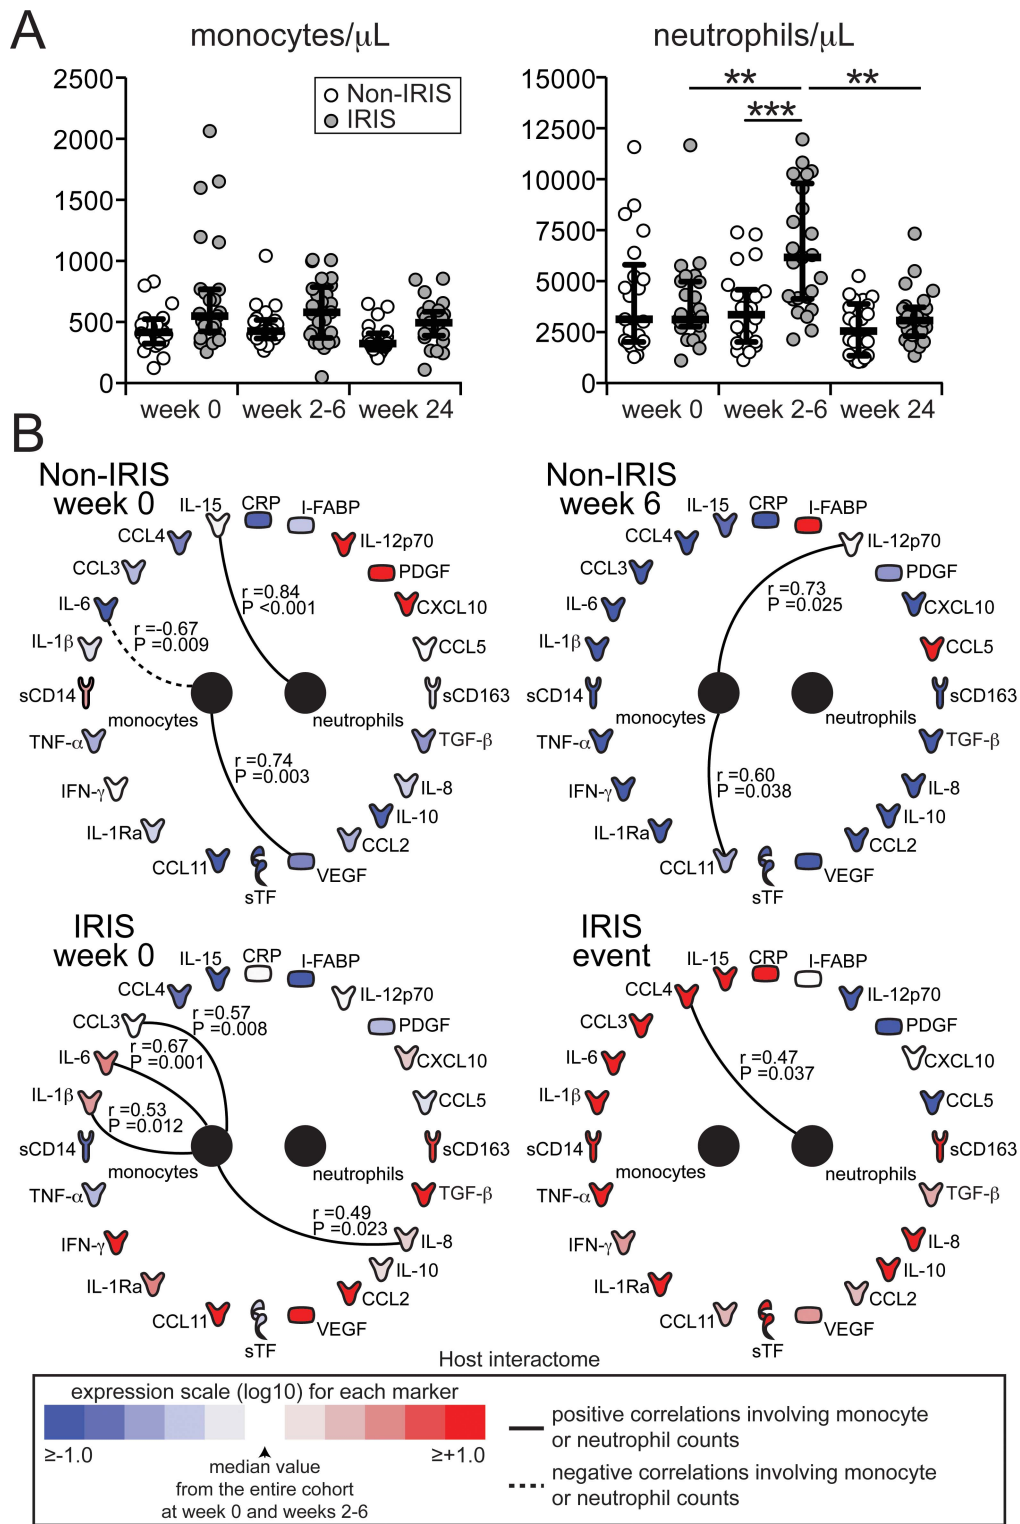 A
monocytes/μL
neutrophils/μL
2500
2000
1500
1000
500
0
Non-IRIS
IRIS
week 0
week 2-6
week 24
15000
12500
10000
7500
5000
2500
0
**
**
***
week 0
week 2-6
week 24
B
Non-IRIS
week 0
IL-15
CRP
I-FABP
CCL4
IL-12p70
CCL3
PDGF
IL-6
CXCL10
IL-1β
CCL5
sCD14
sCD163
TNF-α
TGF-β
IFN-γ
IL-8
IL-1Ra
IL-10
CCL11
CCL2
sTF
VEGF
monocytes
neutrophils
r =0.84
P <0.001
r =-0.67
P =0.009
r =0.74
P =0.003
Non-IRIS
week 6
IL-15
CRP
I-FABP
CCL4
IL-12p70
CCL3
PDGF
IL-6
CXCL10
IL-1β
CCL5
sCD14
sCD163
TNF-α
TGF-β
IFN-γ
IL-8
IL-1Ra
IL-10
CCL11
CCL2
sTF
VEGF
monocytes
neutrophils
r =0.73
P =0.025
r =0.60
P =0.038
IRIS
week 0
IL-15
CRP
I-FABP
CCL4
IL-12p70
CCL3
PDGF
IL-6
CXCL10
IL-1β
CCL5
sCD14
sCD163
TNF-α
TGF-β
IFN-γ
IL-8
IL-1Ra
IL-10
CCL11
CCL2
sTF
VEGF
monocytes
neutrophils
r =0.57
P =0.008
r =0.67
P =0.001
r =0.53
P =0.012
r =0.49
P =0.023
IRIS
event
IL-15
CRP
I-FABP
CCL4
IL-12p70
CCL3
PDGF
IL-6
CXCL10
IL-1β
CCL5
sCD14
sCD163
TNF-α
TGF-β
IFN-γ
IL-8
IL-1Ra
IL-10
CCL11
CCL2
sTF
VEGF
monocytes
neutrophils
r =0.47
P =0.037
Host interactome
expression scale (log10) for each marker
≥-1.0
≥+1.0
median value
from the entire cohort
at week 0 and weeks 2-6
positive correlations involving monocyte
or neutrophil counts
negative correlations involving monocyte
or neutrophil counts